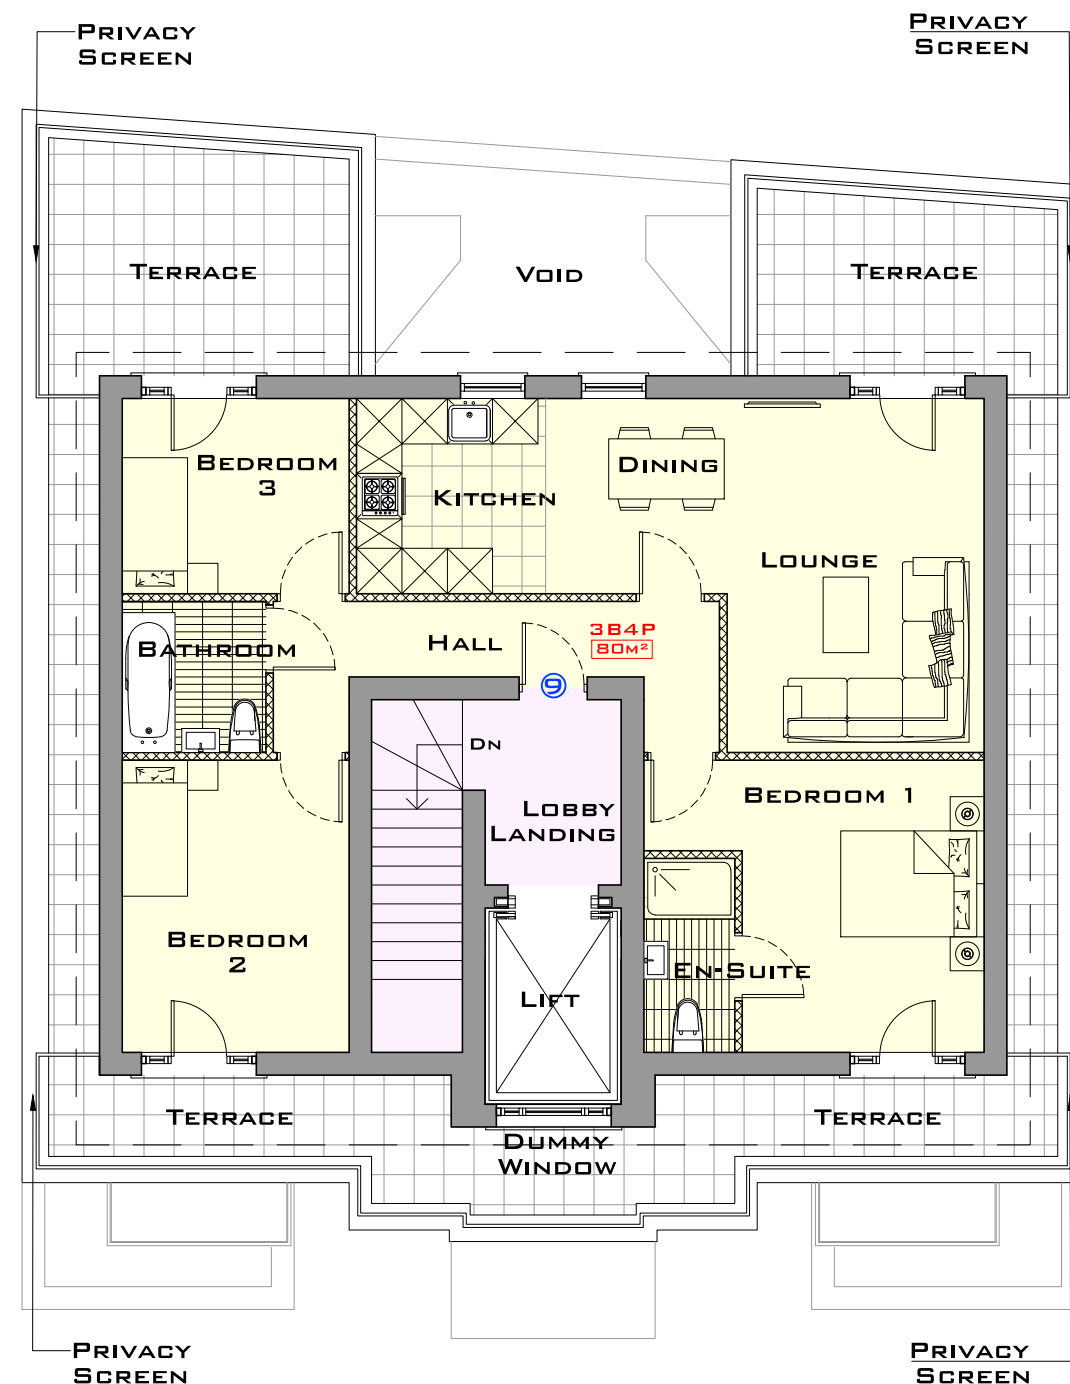 PRIVACY
SCREEN
PRIVACY
SCREEN
TERRACE
VOID
TERRACE
BEDROOM
3
KITCHEN
DINING
LOUNGE
BATHROOM
HALL
3B4P
80M²
9
DN
LOBBY
LANDING
BEDROOM 1
BEDROOM
2
LIFT
EN-SUITE
TERRACE
DUMMY
WINDOW
TERRACE
PRIVACY
SCREEN
PRIVACY
SCREEN